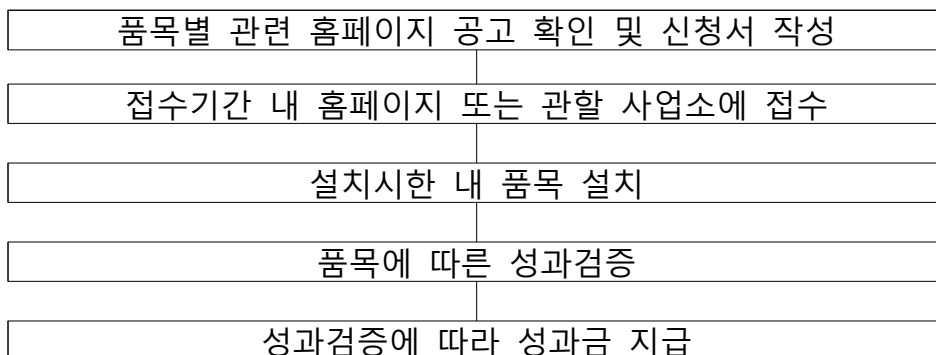 품목별 관련 홈페이지 공고 확인 및 신청서 작성
접수기간 내 홈페이지 또는 관할 사업소에 접수
설치시한 내 품목 설치
품목에 따른 성과검증
성과검증에 따라 성과금 지급